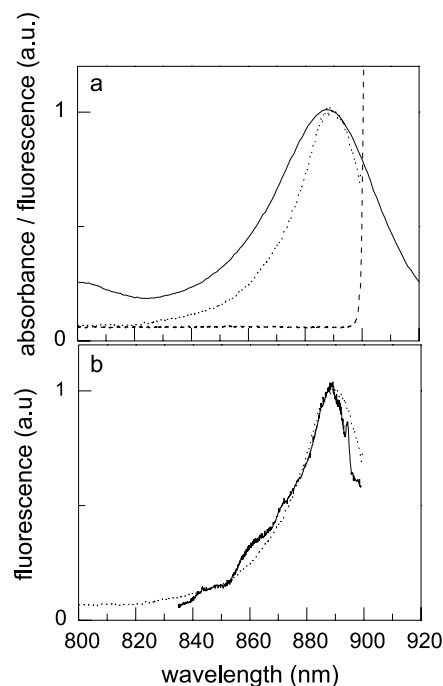 absorbance / fluorescence (a.u.)
a
1
0
fluorescence (a.u)
b
1
0
800 820 840 860 880 900 920
wavelength (nm)